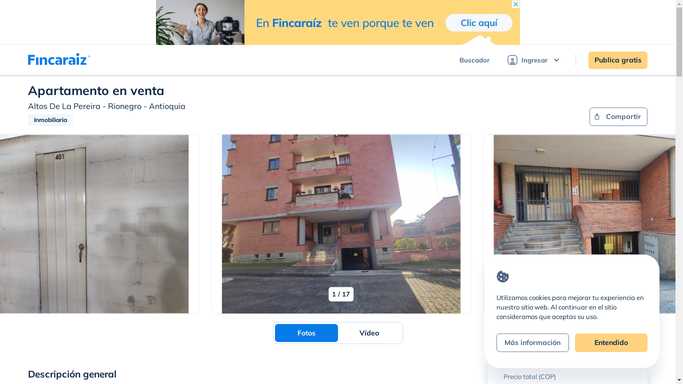 En Fincaraíz te ven porque te ven
Clic aquí
Fincaraíz
Buscador
Ingresar
Publica gratis
Apartamento en venta
Altos De La Pereira - Rionegro - Antioquia
Inmobiliaria
Compartir
401
1 / 17
Fotos
Vídeo
Utilizamos cookies para mejorar tu experiencia en
nuestro sitio web. Al continuar en el sitio
consideramos que aceptas su uso.
Más información
Entendido
Descripción general
Precio total (COP)